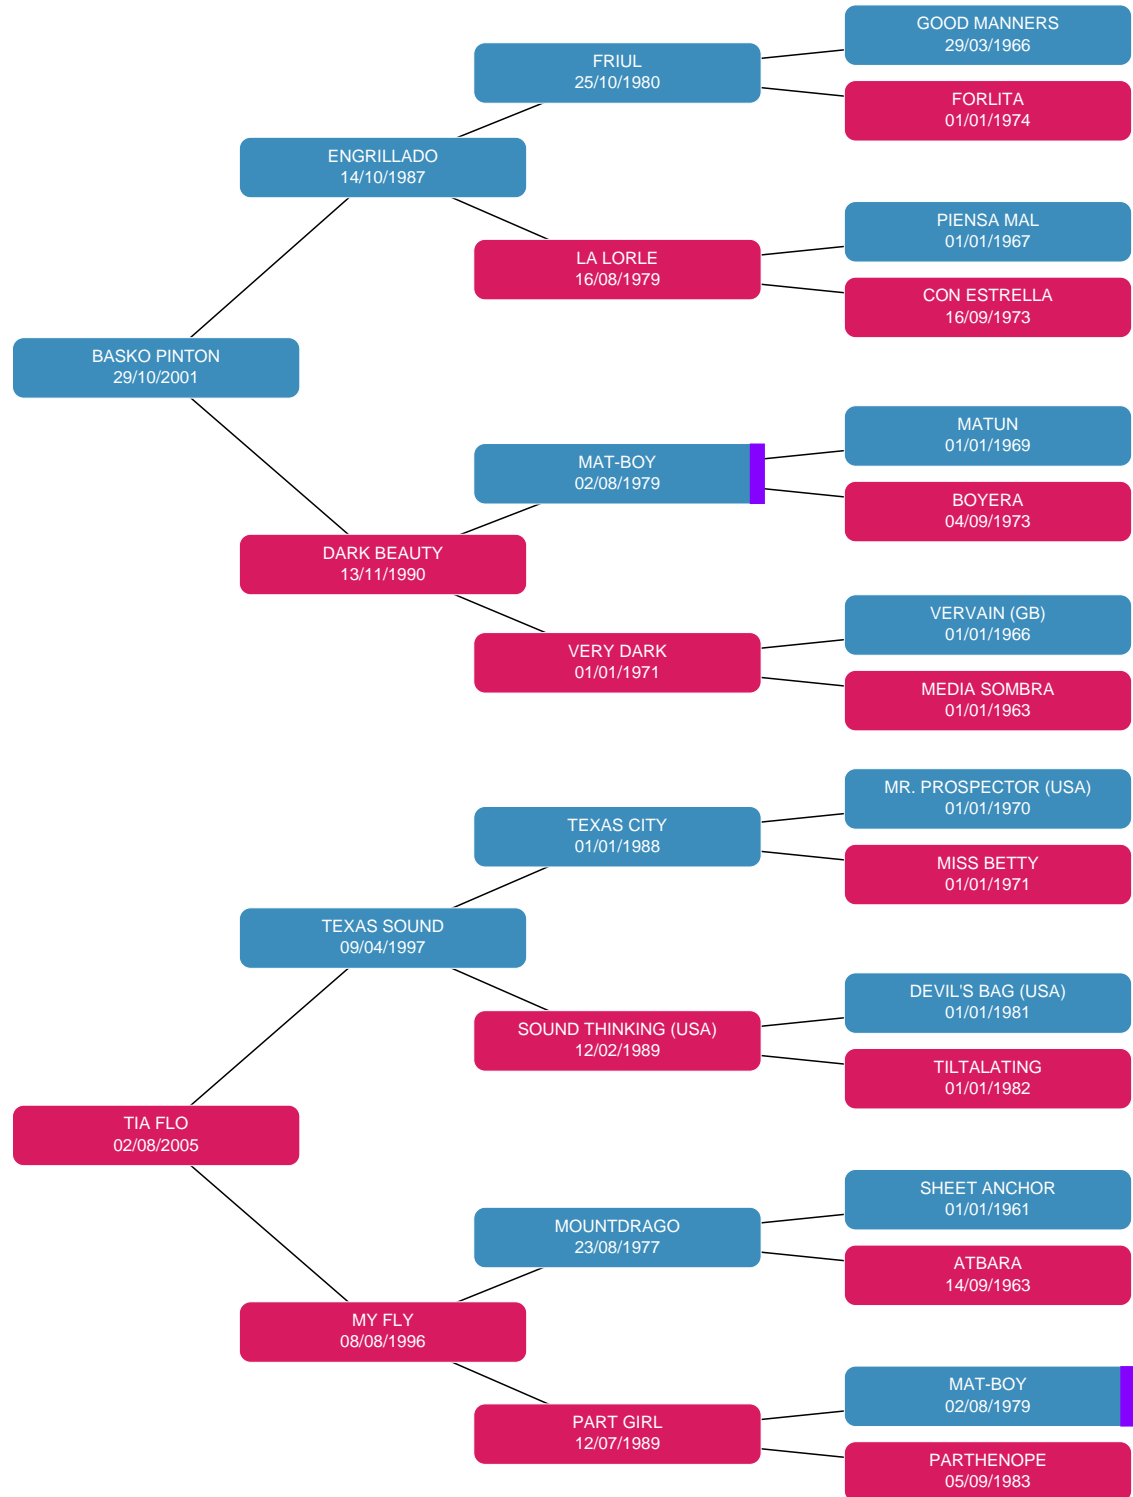 GOOD MANNERS
29/03/1966
FRIUL
25/10/1980
FORLITA
01/01/1974
ENGRILLADO
14/10/1987
PIENSA MAL
01/01/1967
LA LORLE
16/08/1979
CON ESTRELLA
16/09/1973
BASKO PINTON
29/10/2001
MATUN
01/01/1969
MAT-BOY
02/08/1979
BOYERA
04/09/1973
DARK BEAUTY
13/11/1990
VERVAIN (GB)
01/01/1966
VERY DARK
01/01/1971
MEDIA SOMBRA
01/01/1963
MR. PROSPECTOR (USA)
01/01/1970
TEXAS CITY
01/01/1988
MISS BETTY
01/01/1971
TEXAS SOUND
09/04/1997
DEVIL'S BAG (USA)
01/01/1981
SOUND THINKING (USA)
12/02/1989
TILTALATING
01/01/1982
TIA FLO
02/08/2005
SHEET ANCHOR
01/01/1961
MOUNTDRAGO
23/08/1977
ATBARA
14/09/1963
MY FLY
08/08/1996
MAT-BOY
02/08/1979
PART GIRL
12/07/1989
PARTHENOPE
05/09/1983